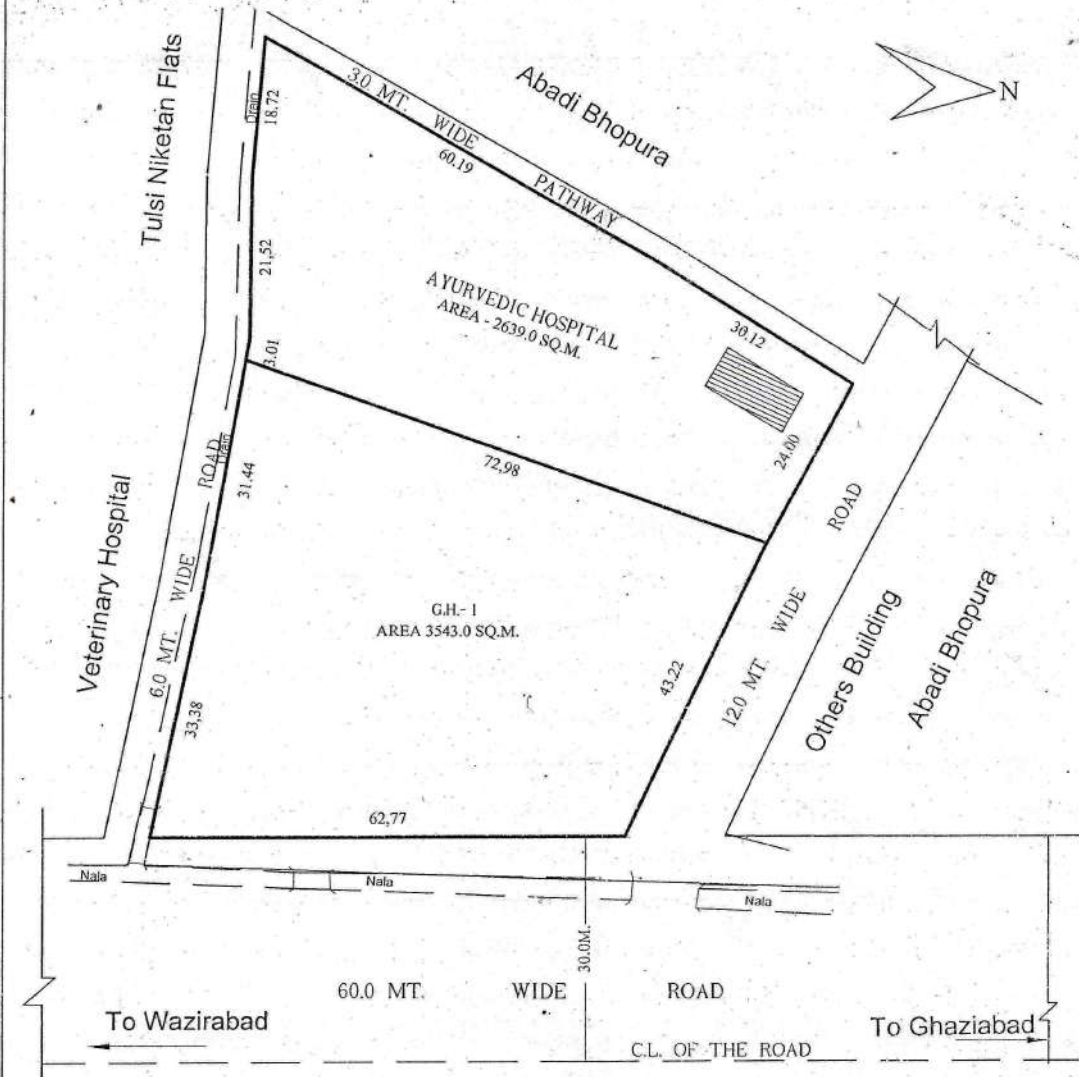 Tulsi Niketan Flats
Drain
18.72
3.0 MT. WIDE PATHWAY
60.19
Abadi Bhopura
N
21,52
AYURVEDIC HOSPITAL
AREA - 2639.0 SQ.M.
30.12
3.01
24.00
72,98
Drain
31.44
6.0 MT. WIDE ROAD
Veterinary Hospital
G.H.- 1
AREA 3543.0 SQ.M.
43.22
12.0 MT. WIDE ROAD
Others Building
Abadi Bhopura
33,38
62,77
Nala
Nala
Nala
30.0M.
60.0 MT. WIDE ROAD
To Wazirabad
To Ghaziabad
C.L. OF THE ROAD